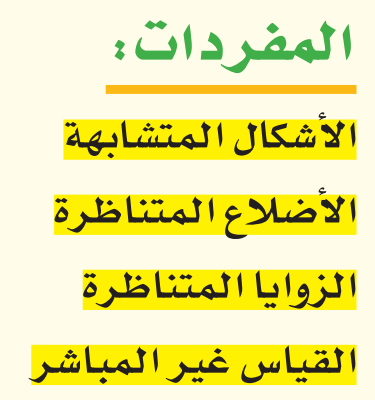 المفردات:
الأشكال المتشابهة
الأضلاع المتناظرة
الزوايا المتناظرة
القياس غير المباشر